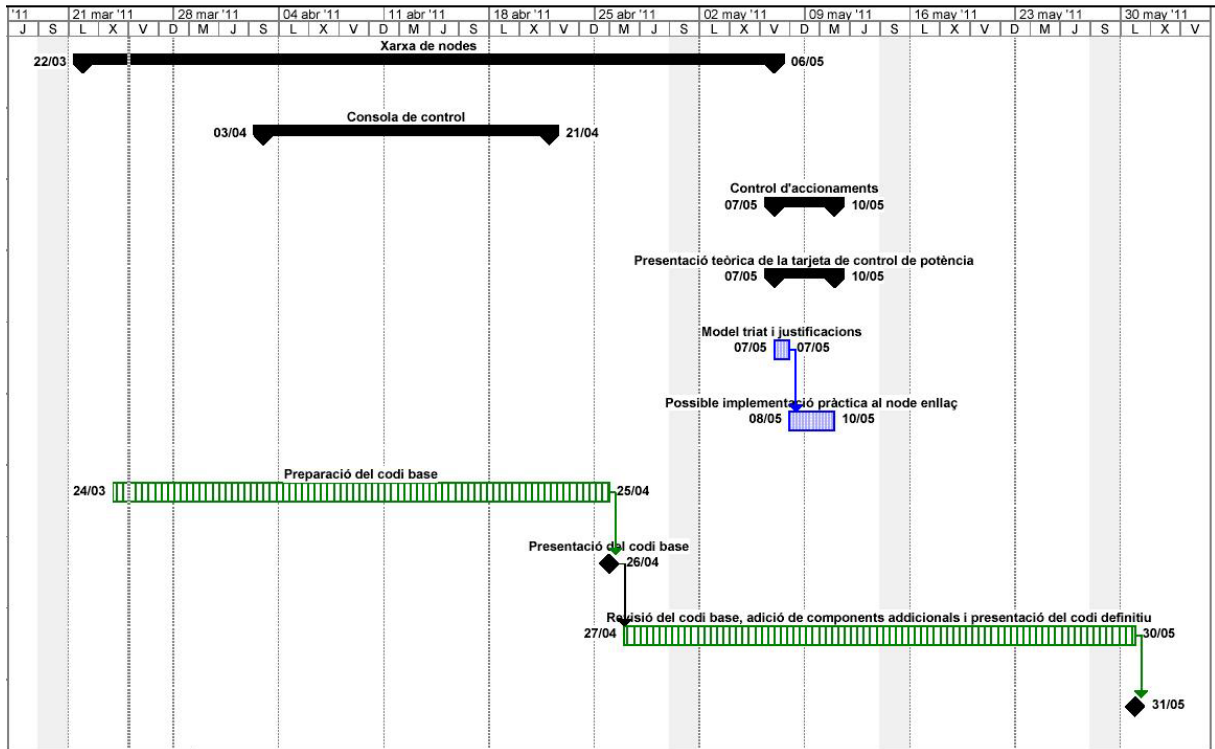 '11 21 mar '11 28 mar '11 04 abr '11 11 abr '11 18 abr '11 25 abr '11 02 may '11 09 may '11 16 may '11 23 may '11 30 may '11
J S L X V D M J S L X V D M J S L X V D M J S L X V D M J S L X V D M J S L X V
Xarxa de nodes
22/03 06/05
Consola de control
03/04 21/04
Control d'accionaments
07/05 10/05
Presentació teòrica de la tarjeta de control de potència
07/05 10/05
Model triat i justificacions
07/05 07/05
Possible implementació pràctica al node enllaç
08/05 10/05
Preparació del codi base
24/03 25/04
Presentació del codi base
26/04
Revisió del codi base, adició de components addicionals i presentació del codi definitiu
27/04 30/05
31/05